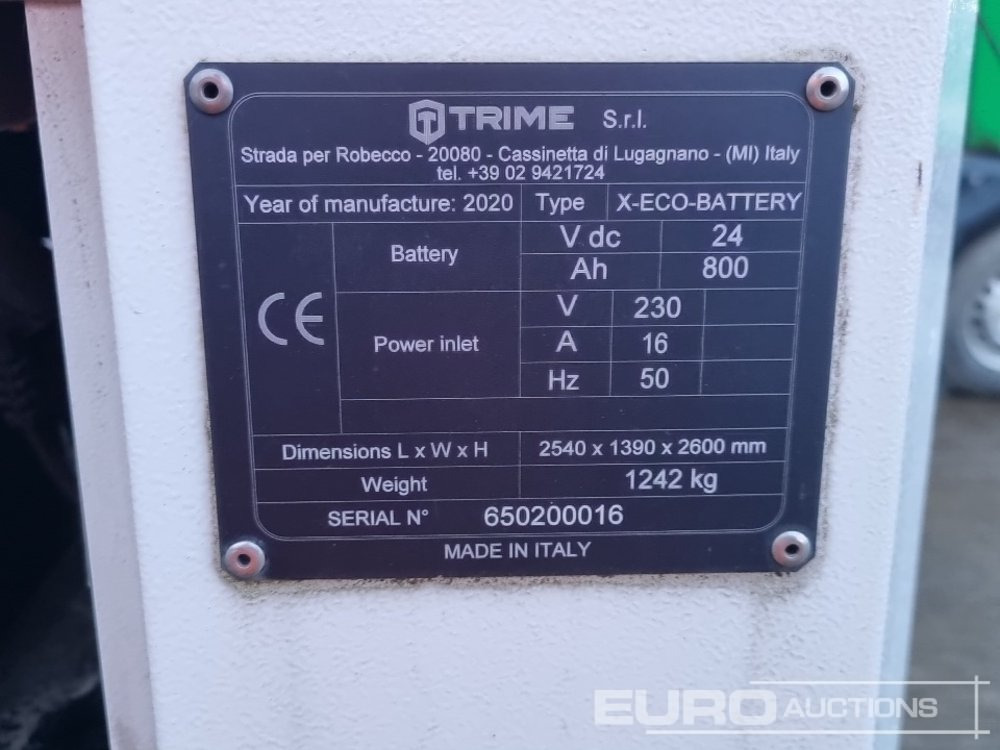 TRIME S.r.l.
Strada per Robecco - 20080 - Cassinetta di Lugagnano - (MI) Italy
tel. +39 02 9421724
Year of manufacture: 2020 Type X-ECO-BATTERY
CE
Battery
V dc 24
Ah 800
Power inlet
V 230
A 16
Hz 50
Dimensions L x W x H 2540 x 1390 x 2600 mm
Weight 1242 kg
SERIAL N° 650200016
MADE IN ITALY
EURO AUCTIONS